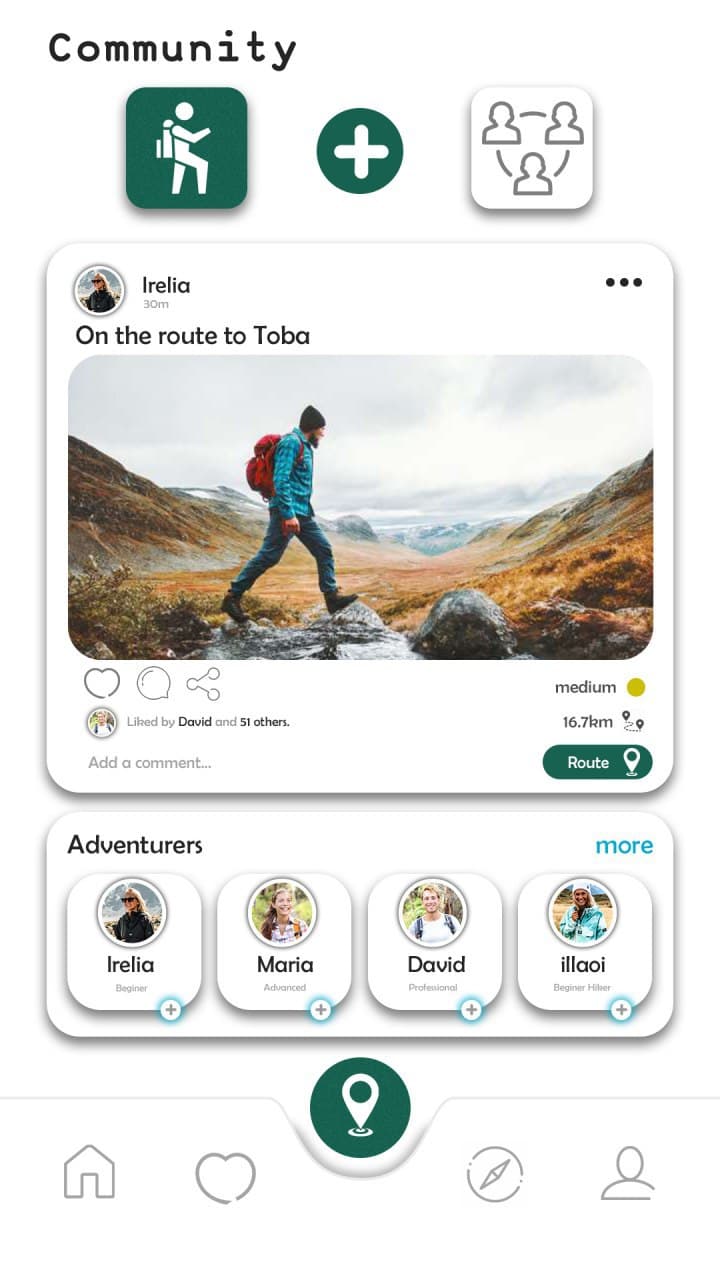 Community
Irelia
30m
On the route to Toba
medium
Liked by David and 51 others.
16.7km
Add a comment...
Route
Adventurers
more
Irelia
Maria
David
illaoi
Beginer
Advanced
Professional
Beginer Hiker